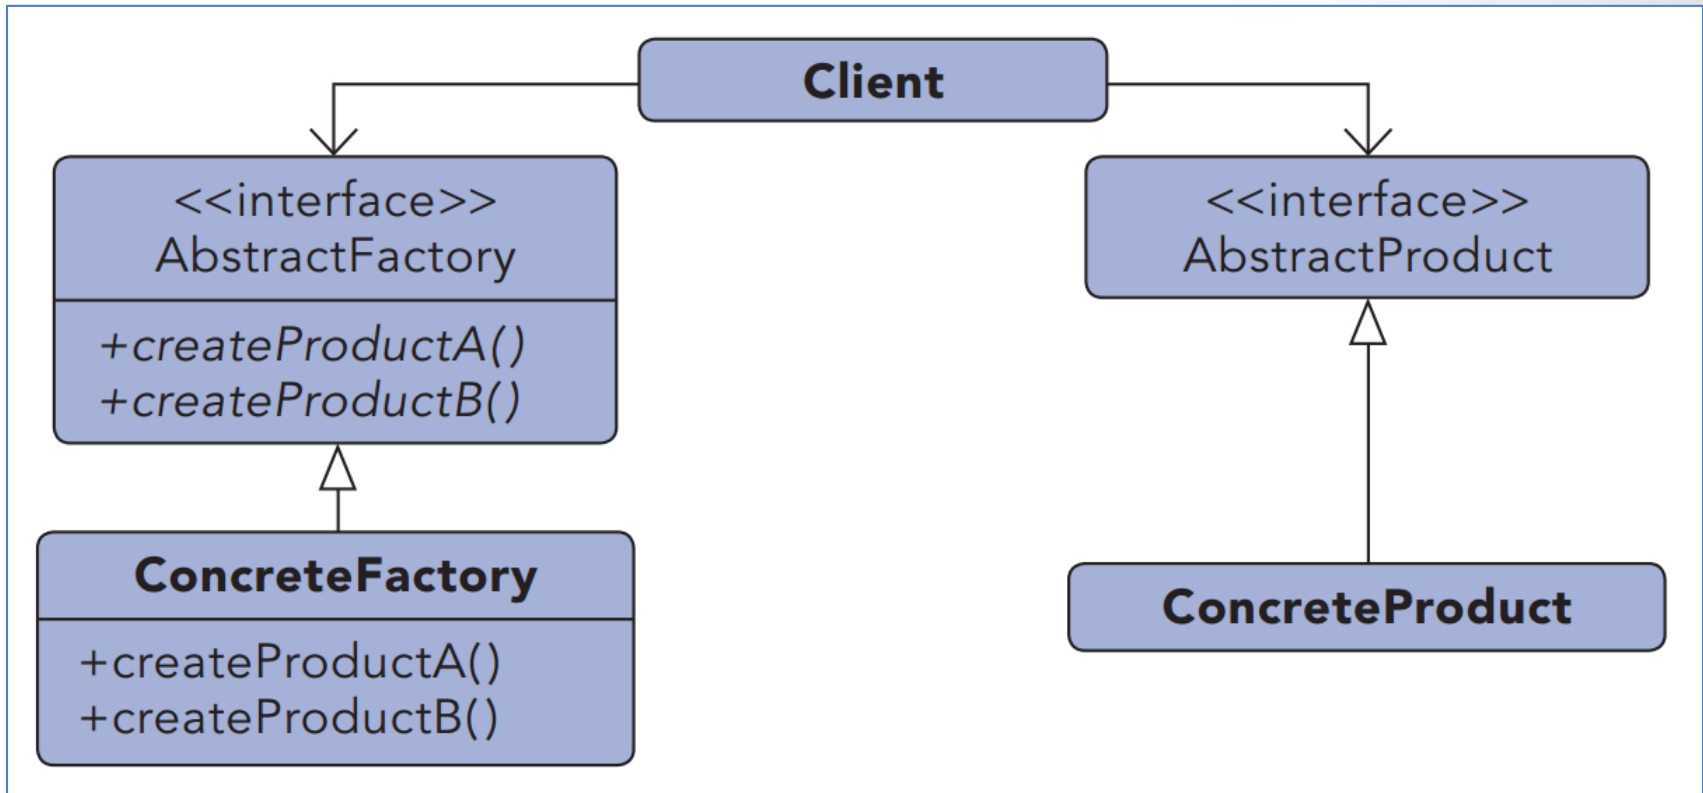 Client
<<interface>>
AbstractFactory
+createProductA()
+createProductB()
<<interface>>
AbstractProduct
ConcreteFactory
+createProductA()
+createProductB()
ConcreteProduct